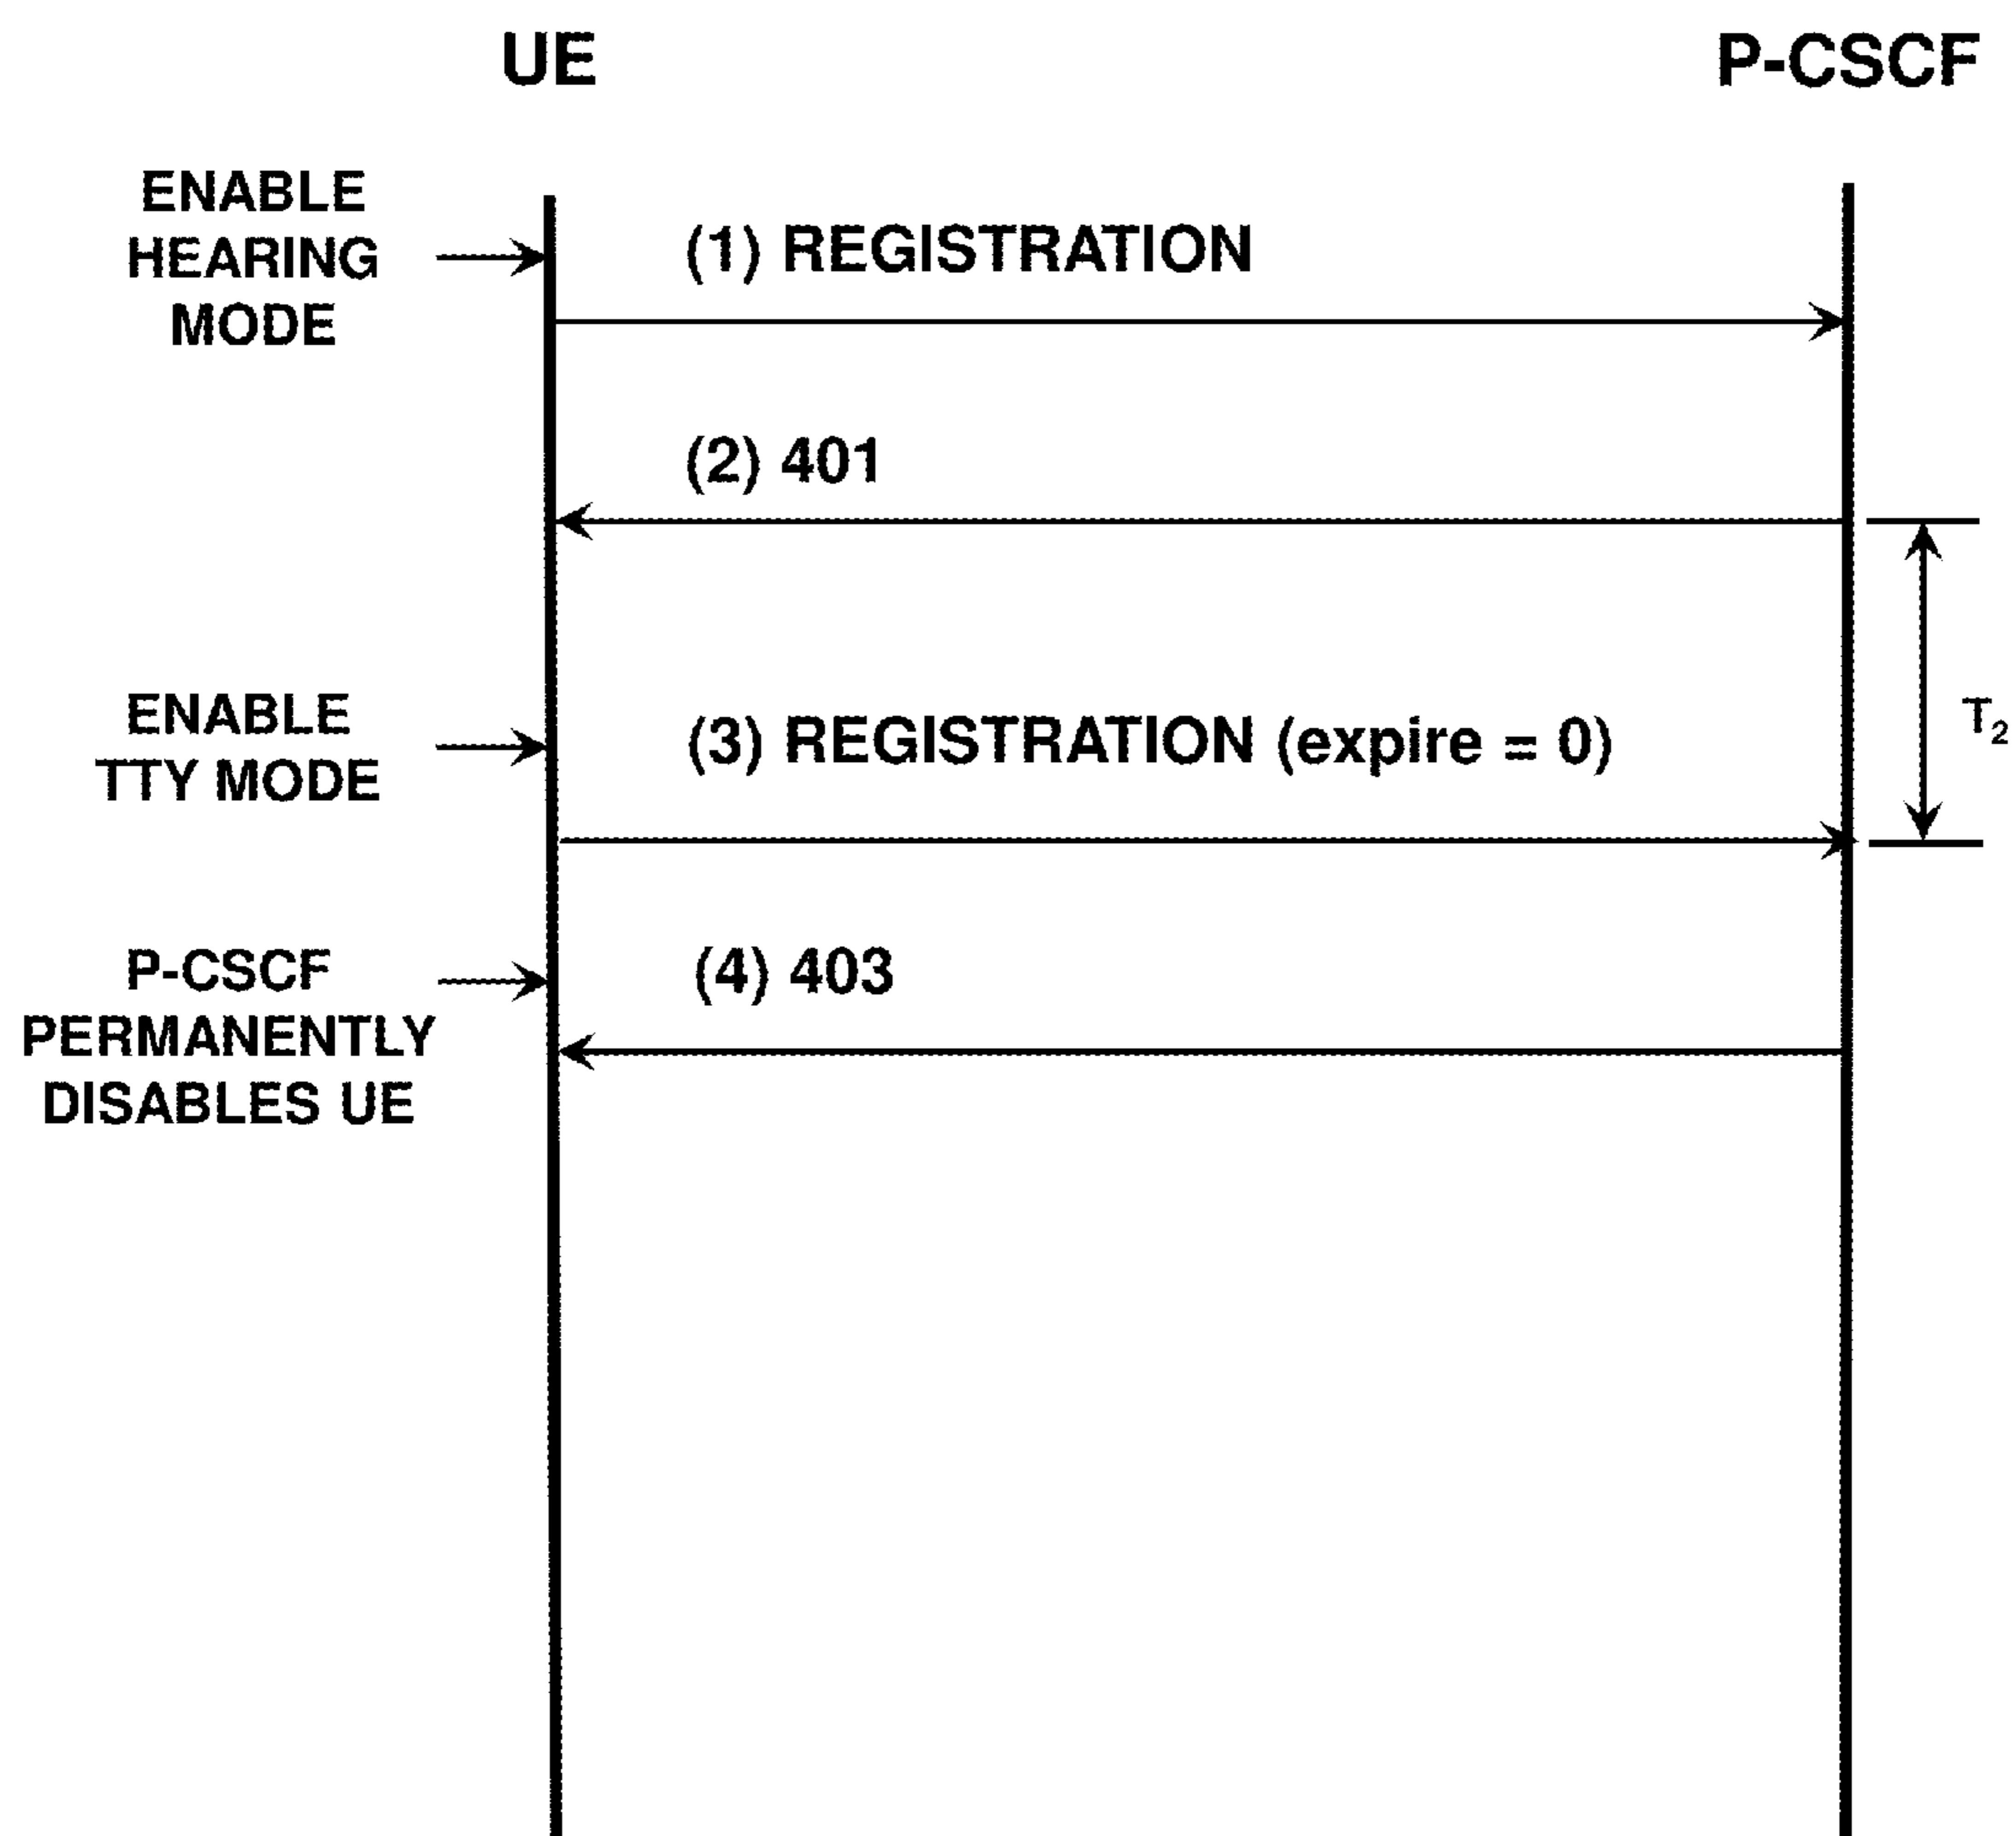 UE
P-CSCF
ENABLE
HEARING
MODE
(1) REGISTRATION
(2) 401
ENABLE
TTY MODE
(3) REGISTRATION (expire = 0)
T₂
P-CSCF
PERMANENTLY
DISABLES UE
(4) 403